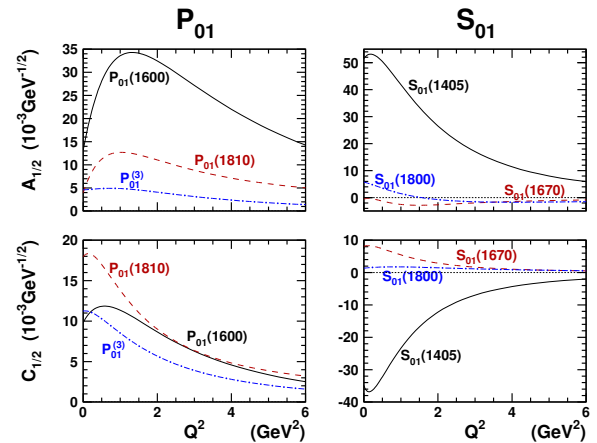 P01 S01
A1/2 (10-3GeV-1/2)
35
30
25
20
15
10
5
0
P01(1600)
P01(1810)
P01(3)
50
40
30
20
10
0
S01(1405)
S01(1800)
S01(1670)
C1/2 (10-3GeV-1/2)
20
15
10
5
0
P01(1810)
P01(1600)
P01(3)
0 2 4 6
Q2 (GeV2)
10
0
-10
-20
-30
-40
S01(1670)
S01(1800)
S01(1405)
0 2 4 6
Q2 (GeV2)